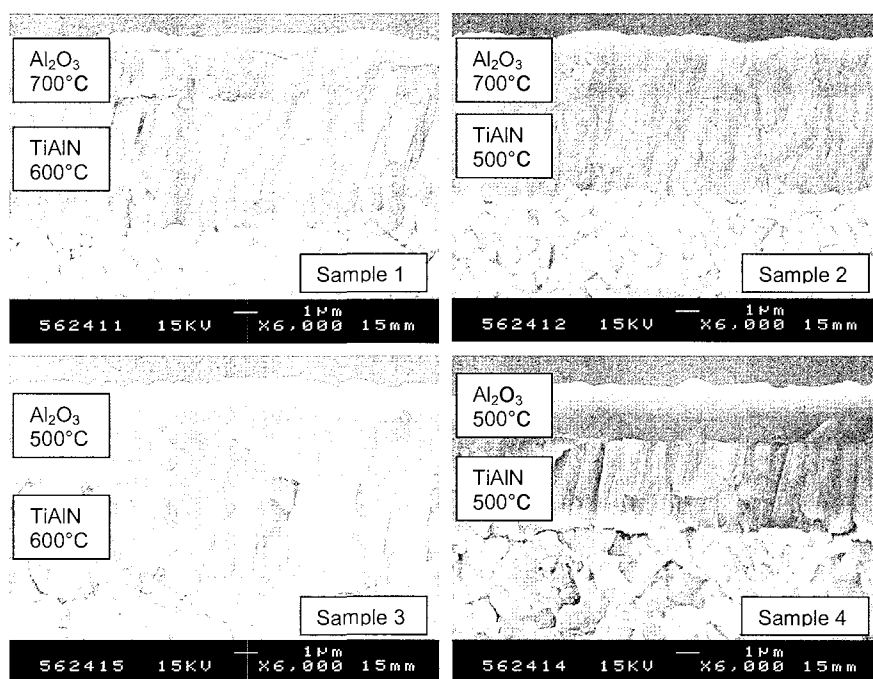 Al₂O₃
700°C
TiAlN
600°C
Sample 1
1µm
562411 15KV X6,000 15mm
Al₂O₃
700°C
TiAlN
500°C
Sample 2
1µm
562412 15KV X6,000 15mm
Al₂O₃
500°C
TiAlN
600°C
Sample 3
1µm
562415 15KV X6,000 15mm
Al₂O₃
500°C
TiAlN
500°C
Sample 4
1µm
562414 15KV X6,000 15mm